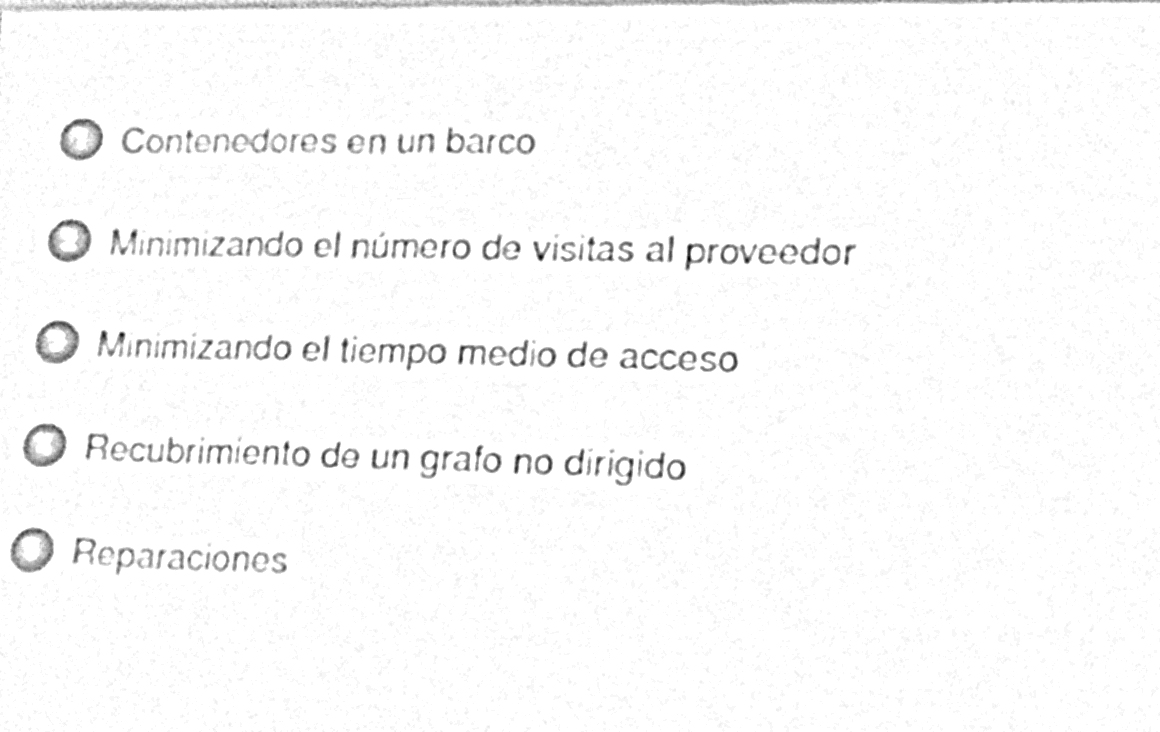 Contenedores en un barco
Minimizando el número de visitas al proveedor
Minimizando el tiempo medio de acceso
Recubrimiento de un grafo no dirigido
Reparaciones